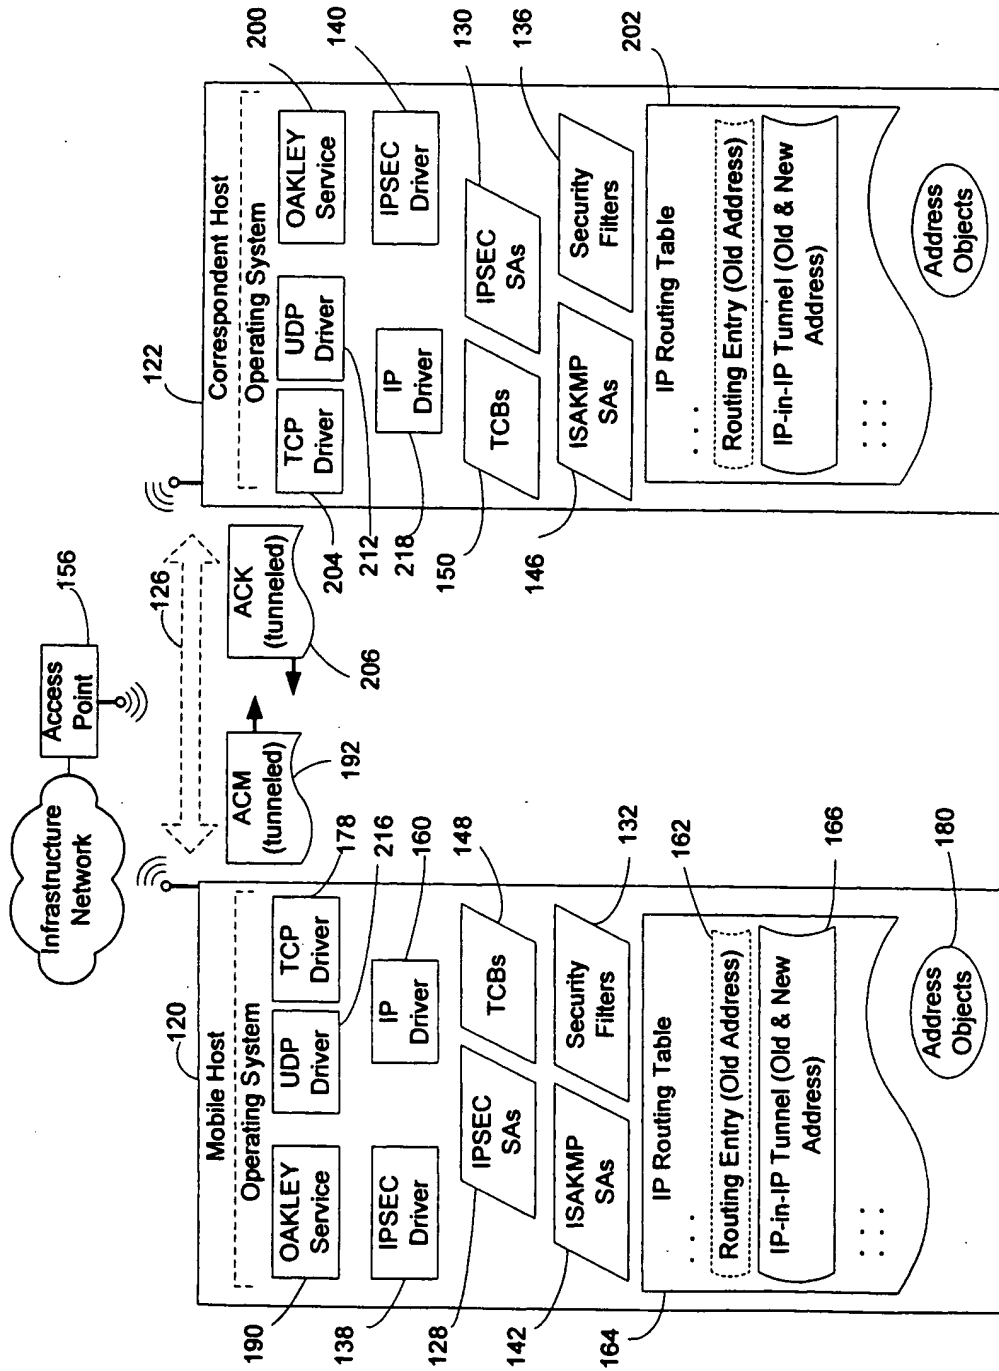 Infrastructure
Network
Access
Point
156
126
ACM
(tunneled)
192
ACK
(tunneled)
206
120
Mobile Host
Operating System
OAKLEY
Service
UDP
Driver
TCP
Driver
IPSEC
Driver
IP
Driver
IPSEC
SAs
TCBs
ISAKMP
SAs
Security
Filters
IP Routing Table
. . .
Routing Entry (Old Address)
IP-in-IP Tunnel (Old & New
Address)
. . .
. . .
Address
Objects
190
138
128
142
164
178
216
160
148
132
162
166
180
122
Correspondent Host
Operating System
TCP
Driver
UDP
Driver
OAKLEY
Service
IP
Driver
IPSEC
Driver
TCBs
IPSEC
SAs
ISAKMP
SAs
Security
Filters
IP Routing Table
. . .
Routing Entry (Old Address)
IP-in-IP Tunnel (Old & New
Address)
. . .
. . .
Address
Objects
204
212
218
150
146
200
140
130
136
202